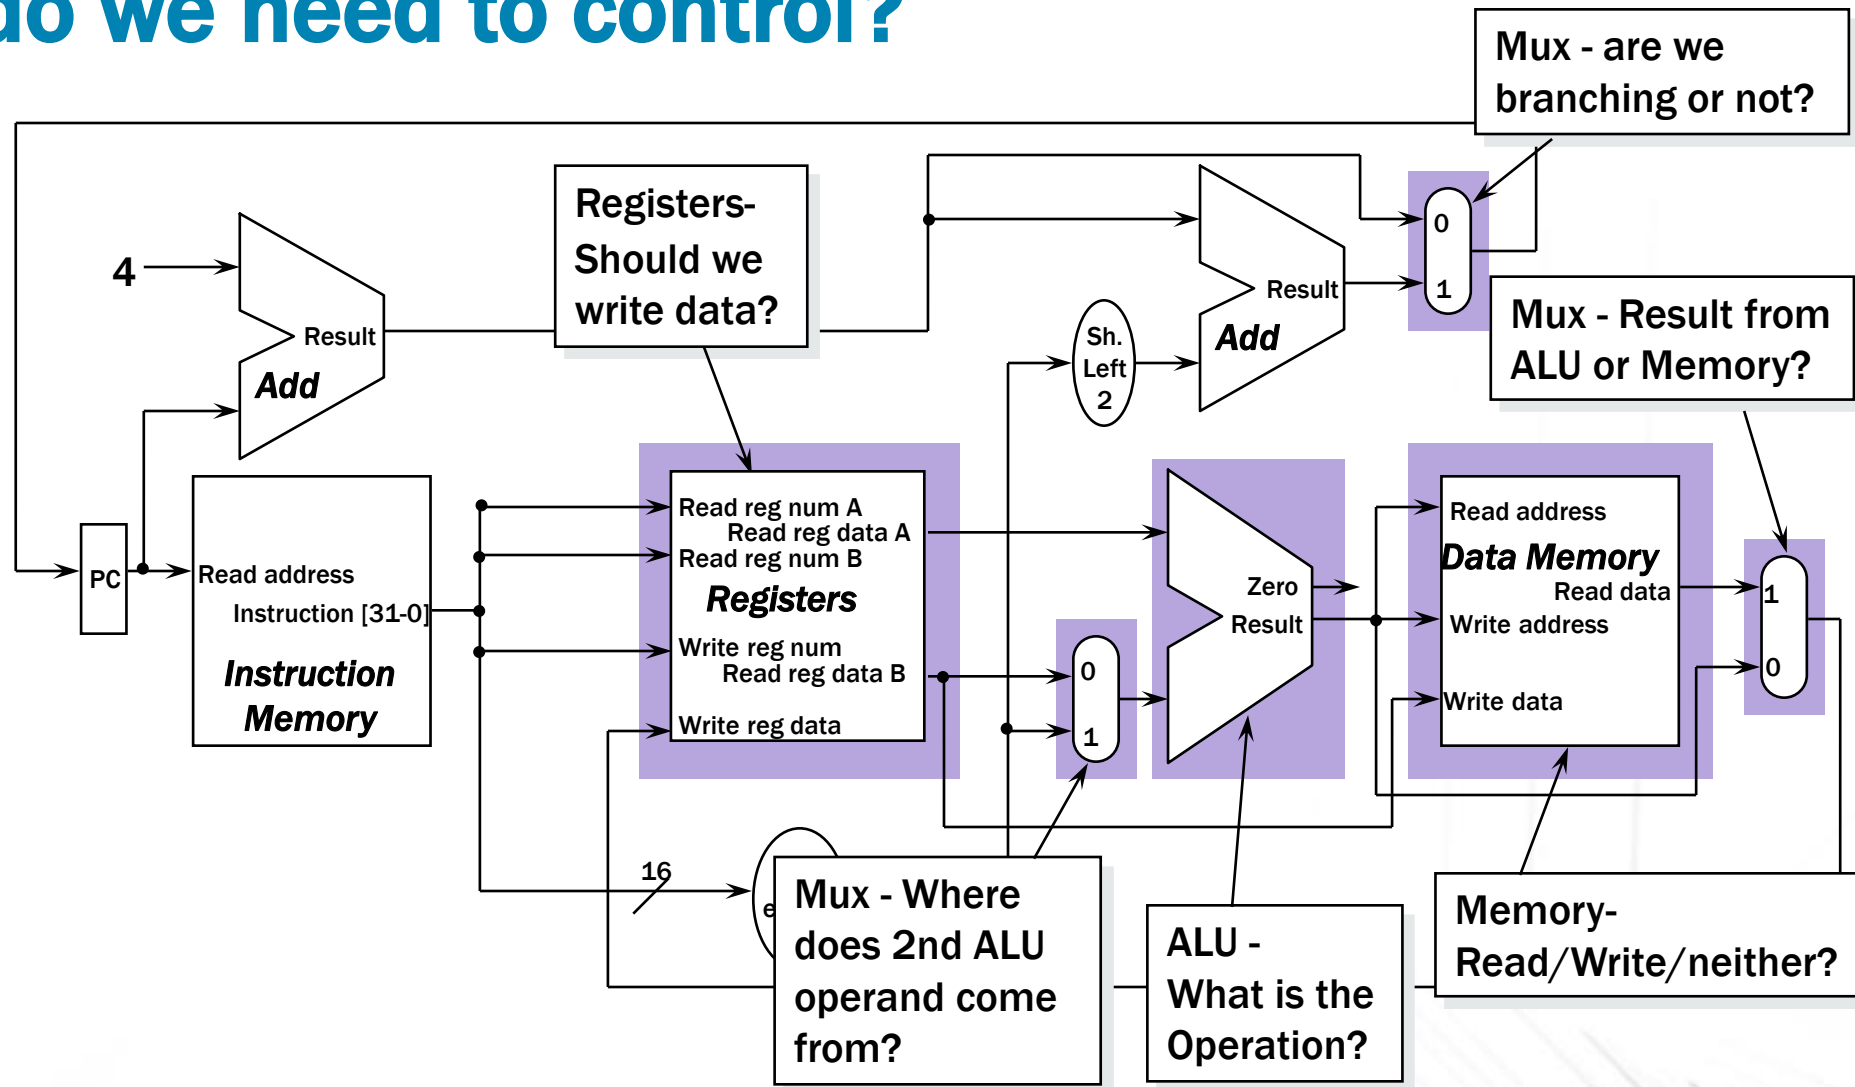 do we need to control?
Mux - are we
branching or not?
Registers-
Should we
write data?
0
1
4
Result
Add
Result
Add
Sh.
Left
2
Mux - Result from
ALU or Memory?
PC
Read address
Instruction [31-0]
Instruction
Memory
Read reg num A
Read reg data A
Read reg num B
Registers
Write reg num
Read reg data B
Write reg data
0
1
Zero
Result
Read address
Data Memory
Read data
Write address
Write data
1
0
16
e
Mux - Where
does 2nd ALU
operand come
from?
ALU -
What is the
Operation?
Memory-
Read/Write/neither?